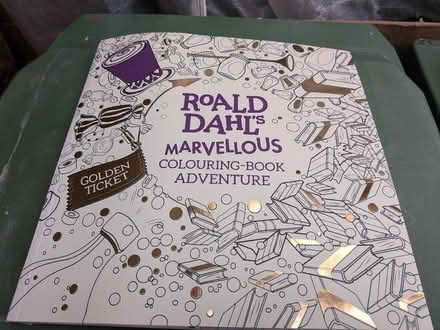 ROALD
DAHL'S
MARVELLOUS
COLOURING-BOOK
ADVENTURE
GOLDEN
TICKET